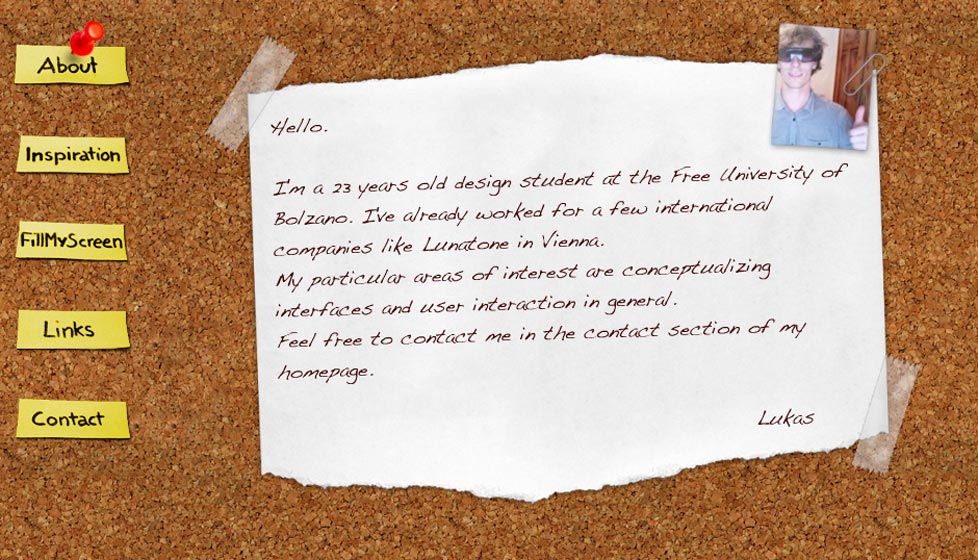 About
Inspiration
FillMyScreen
Links
Contact
Hello.
I'm a 23 years old design student at the Free University of
Bolzano. I've already worked for a few international
companies like Lunatone in Vienna.
My particular areas of interest are conceptualizing
interfaces and user interaction in general.
Feel free to contact me in the contact section of my
homepage.
Lukas